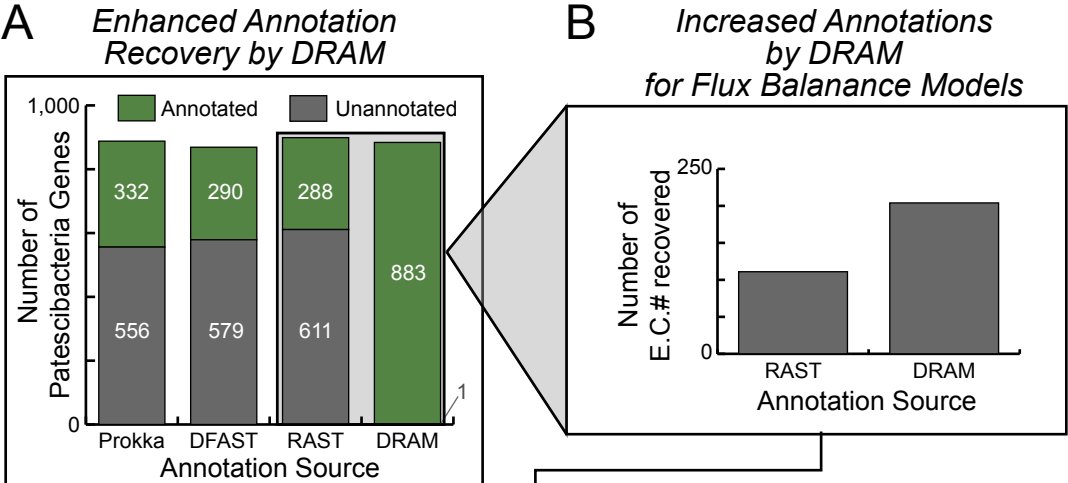 A
Enhanced Annotation
Recovery by DRAM
1,000
Annotated
Unannotated
Number of
Patescibacteria Genes
332
290
288
883
556
579
611
1
0
Prokka
DFAST
RAST
DRAM
Annotation Source
B
Increased Annotations
by DRAM
for Flux Balanance Models
250
Number of
E.C.# recovered
0
RAST
DRAM
Annotation Source